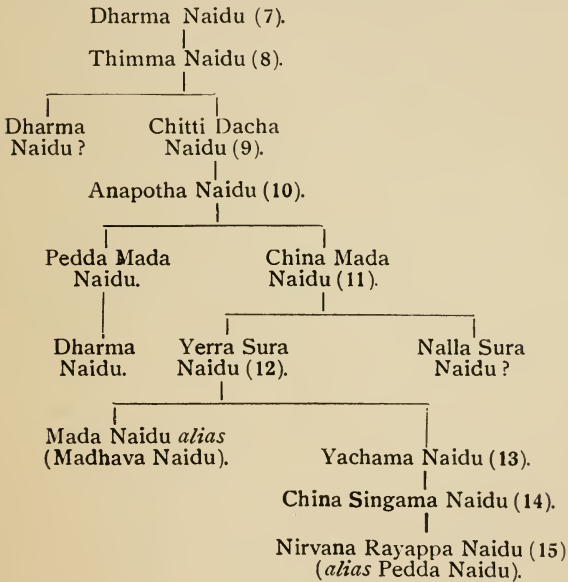 Dharma Naidu (7).
Thimma Naidu (8).
Dharma
Naidu ?
Chitti Dacha
Naidu (9).
Anapotha Naidu (10).
Pedda Mada
Naidu.
China Mada
Naidu (11).
Dharma
Naidu.
Yerra Sura
Naidu (12).
Nalla Sura
Naidu ?
Mada Naidu alias
(Madhava Naidu).
Yachama Naidu (13).
China Singama Naidu (14).
Nirvana Rayappa Naidu (15)
(alias Pedda Naidu).